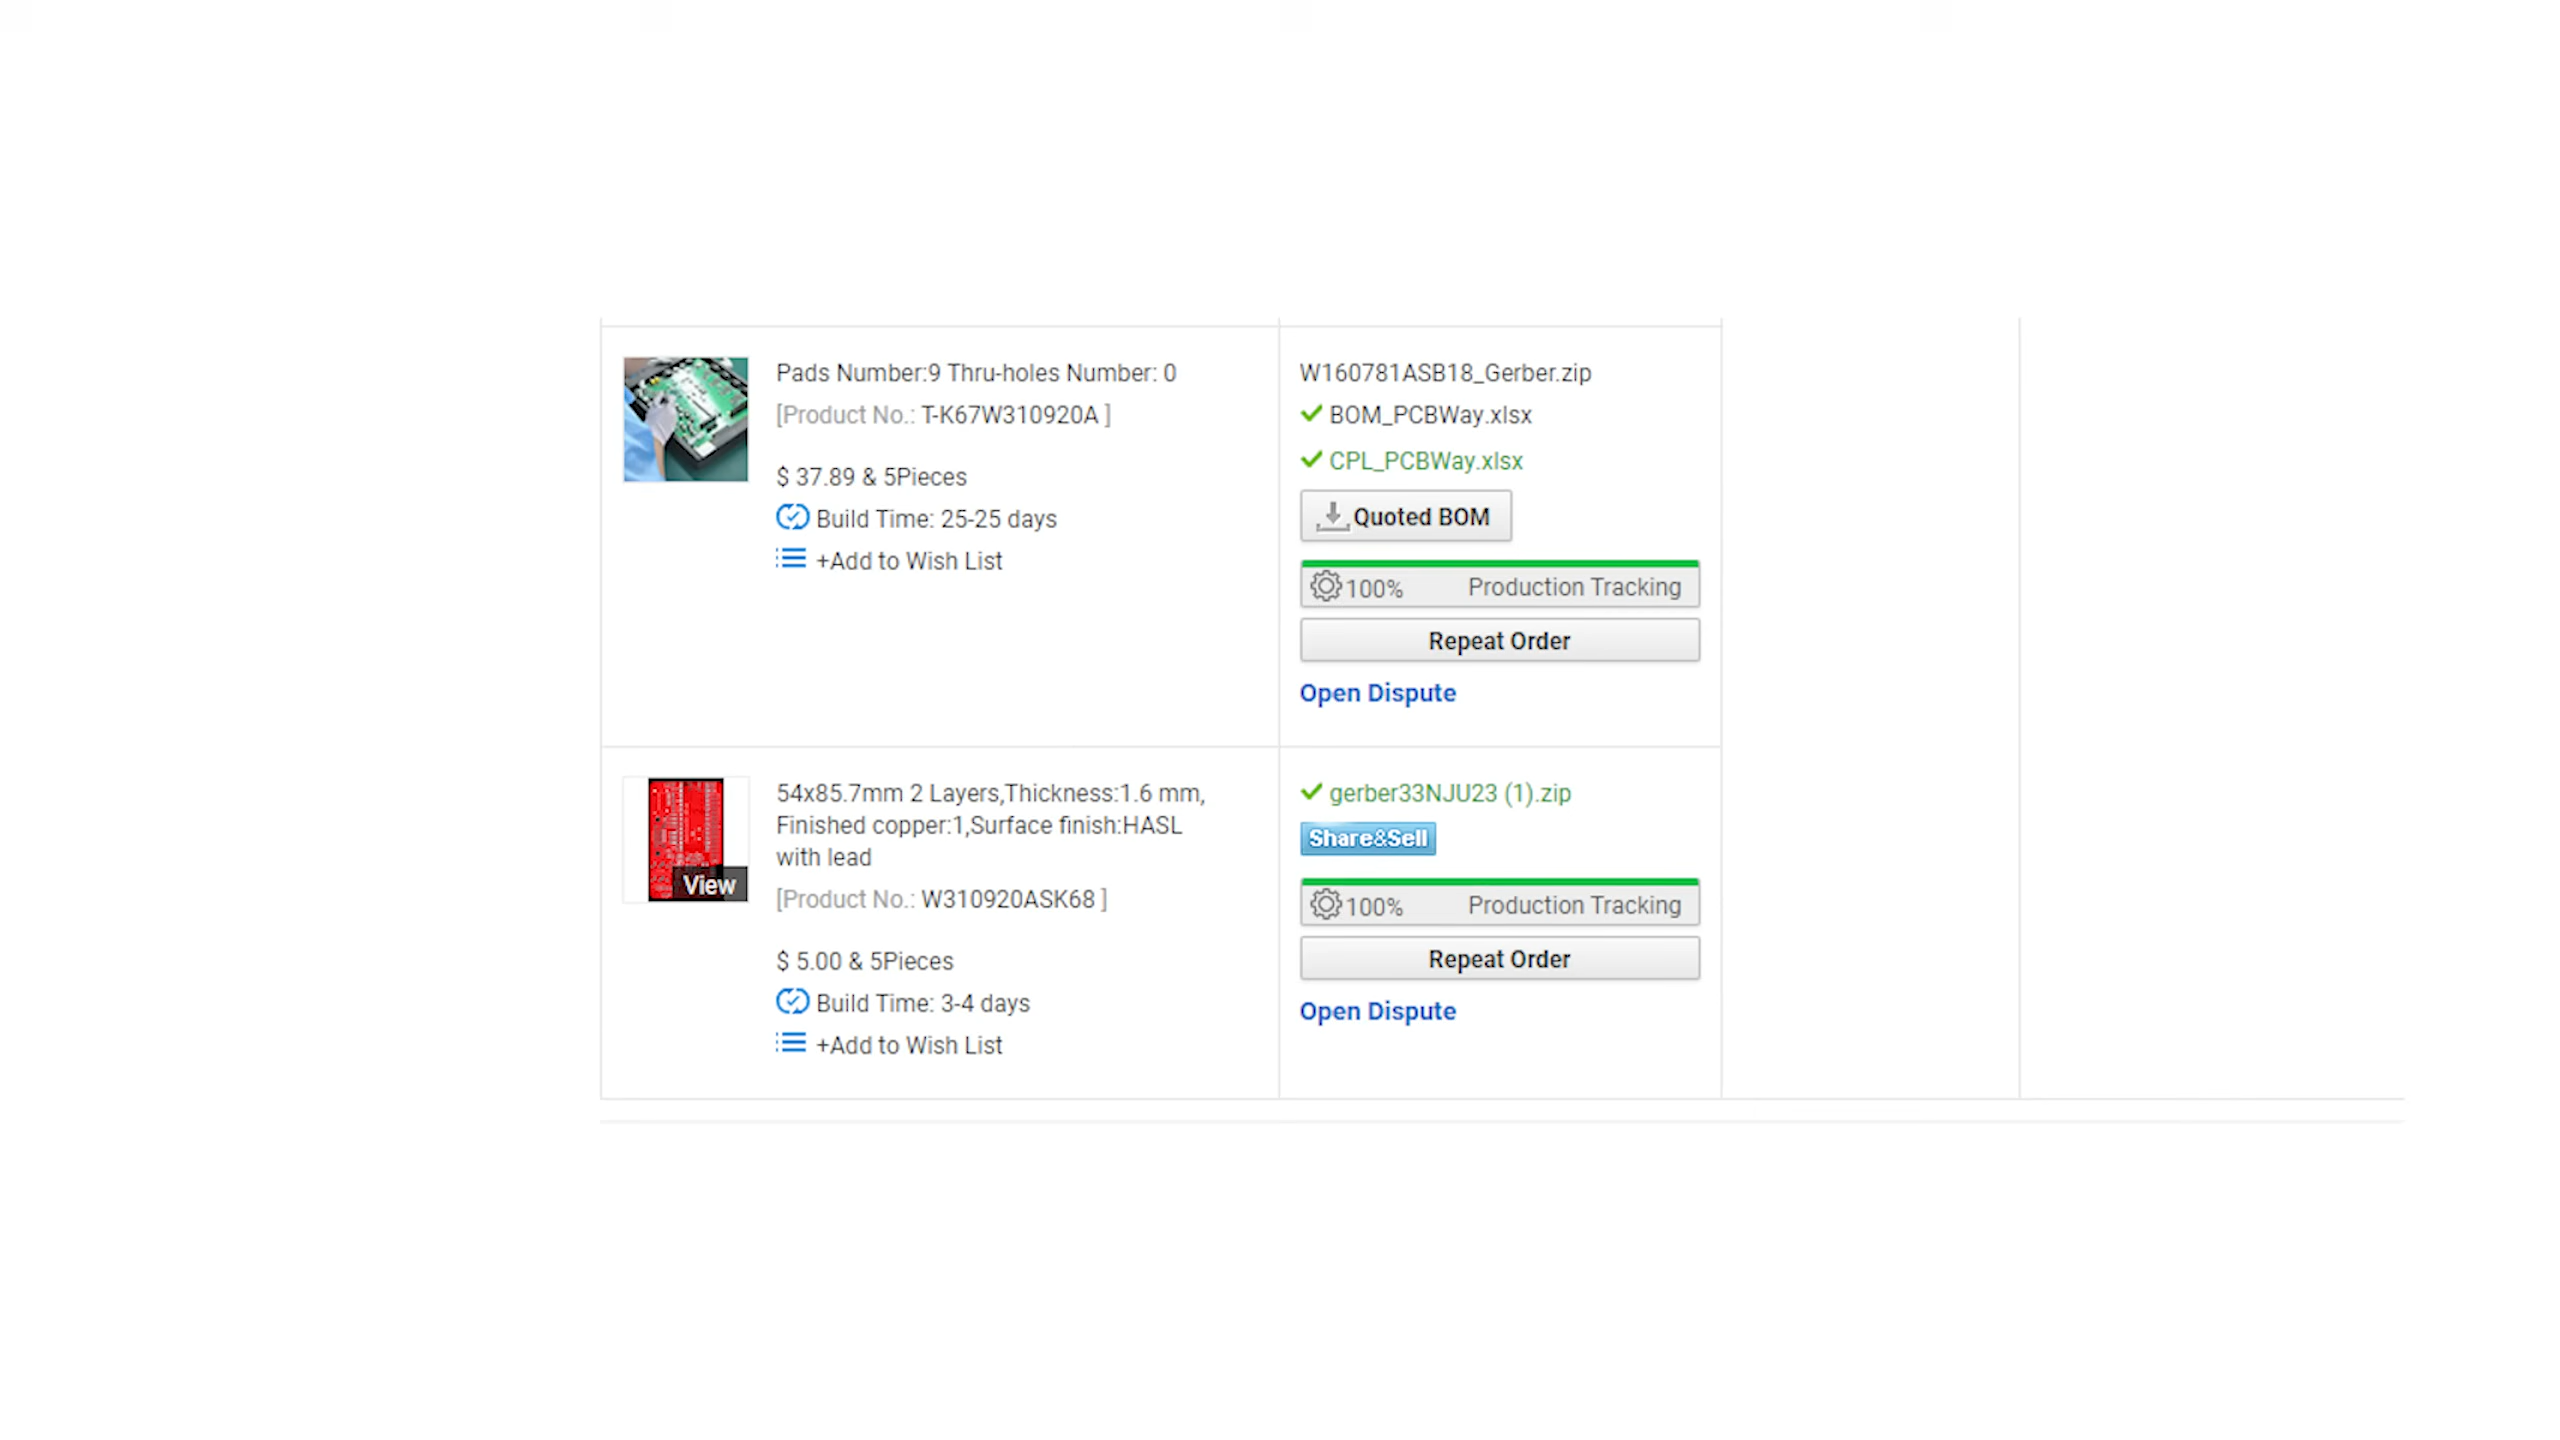 Pads Number:9 Thru-holes Number: 0
[Product No.: T-K67W310920A ]
$ 37.89 & 5Pieces
Build Time: 25-25 days
+Add to Wish List
W160781ASB18_Gerber.zip
BOM_PCBWay.xlsx
CPL_PCBWay.xlsx
Quoted BOM
100% Production Tracking
Repeat Order
Open Dispute
View
54x85.7mm 2 Layers,Thickness:1.6 mm,
Finished copper:1,Surface finish:HASL
with lead
[Product No.: W310920ASK68 ]
$ 5.00 & 5Pieces
Build Time: 3-4 days
+Add to Wish List
gerber33NJU23 (1).zip
Share&Sell
100% Production Tracking
Repeat Order
Open Dispute